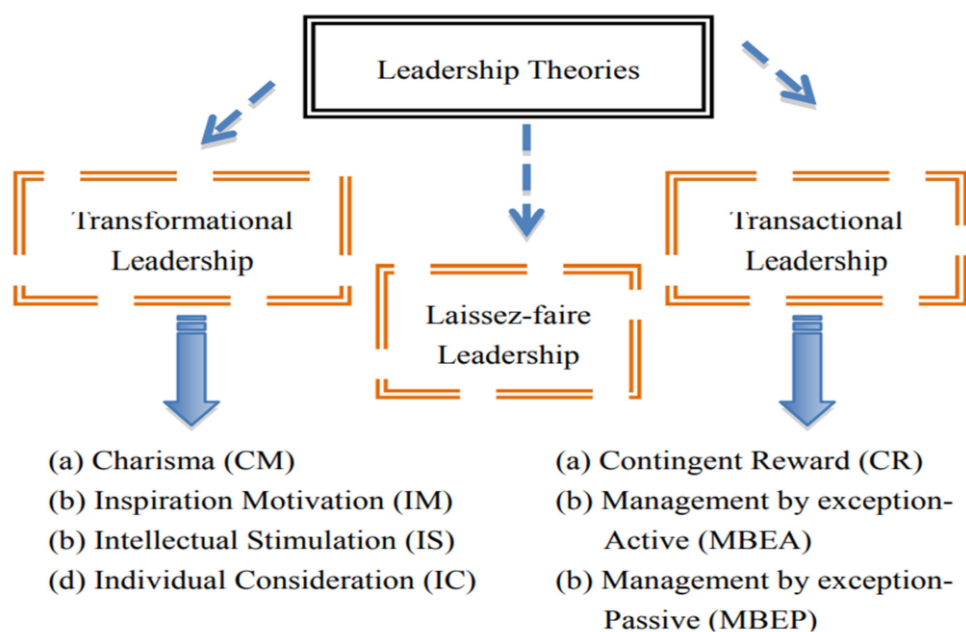 Leadership Theories
Transformational
Leadership
Laissez-faire
Leadership
Transactional
Leadership
(a) Charisma (CM)
(b) Inspiration Motivation (IM)
(b) Intellectual Stimulation (IS)
(d) Individual Consideration (IC)
(a) Contingent Reward (CR)
(b) Management by exception-
Active (MBEA)
(b) Management by exception-
Passive (MBEP)